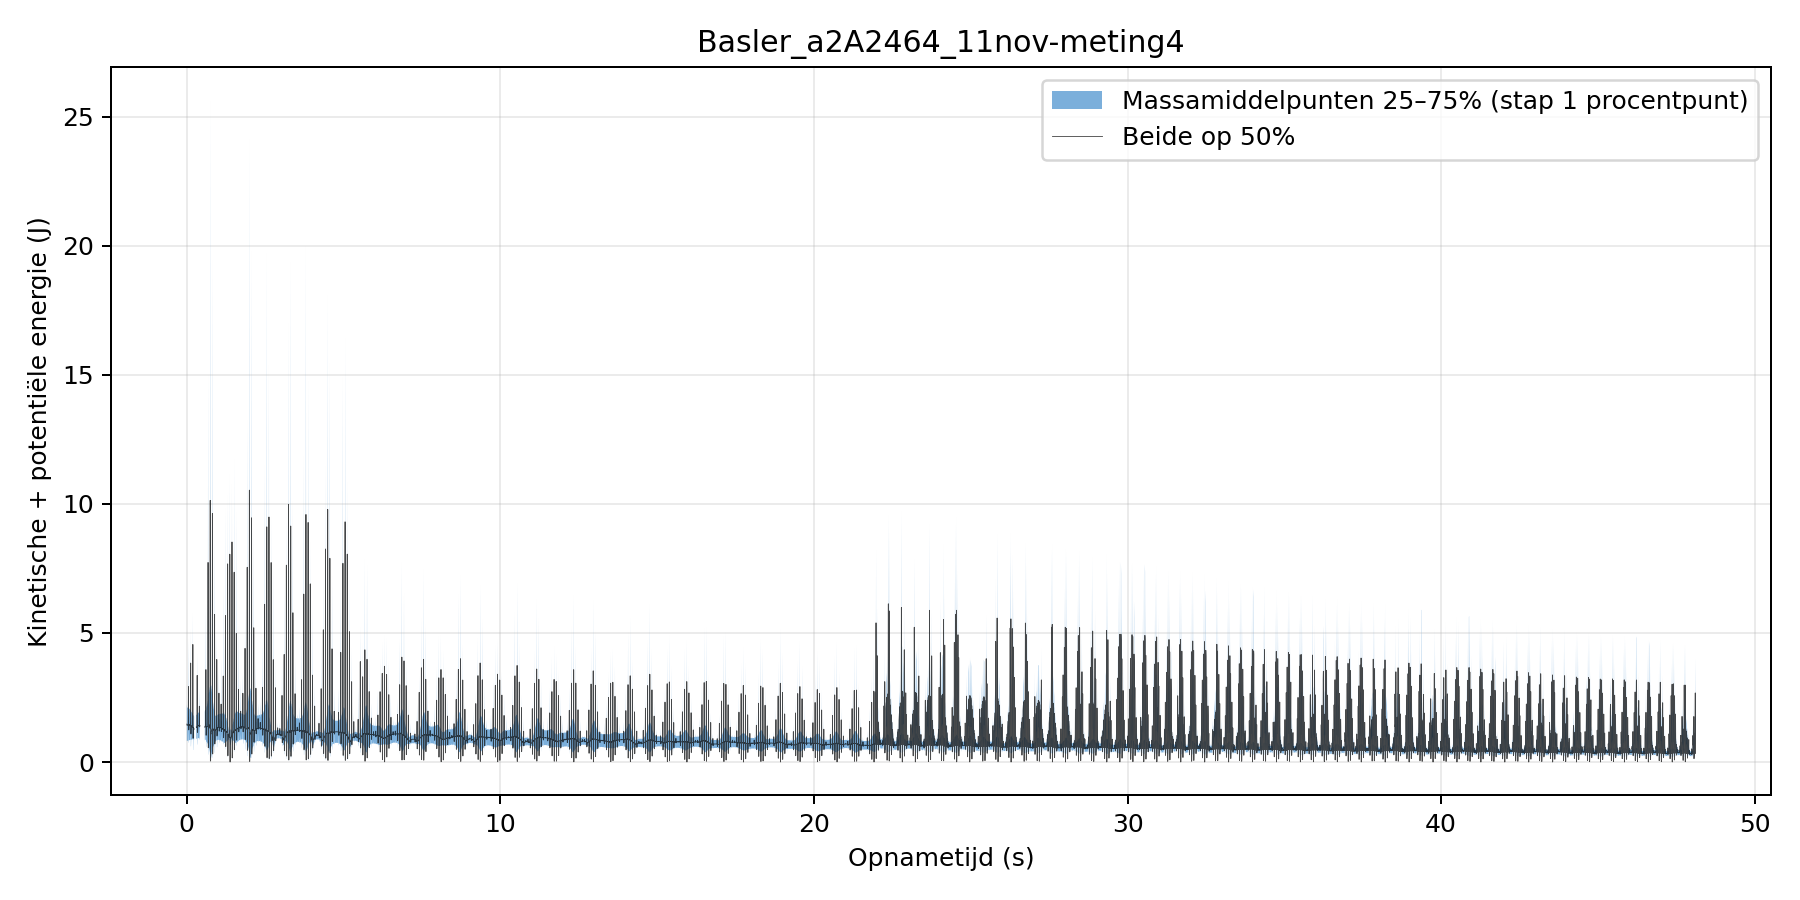 Basler_a2A2464_11nov-meting4
Massamiddelpunten 25–75% (stap 1 procentpunt)
Beide op 50%
Kinetische + potentiële energie (J)
25
20
15
10
5
0
0
10
20
30
40
50
Opnametijd (s)